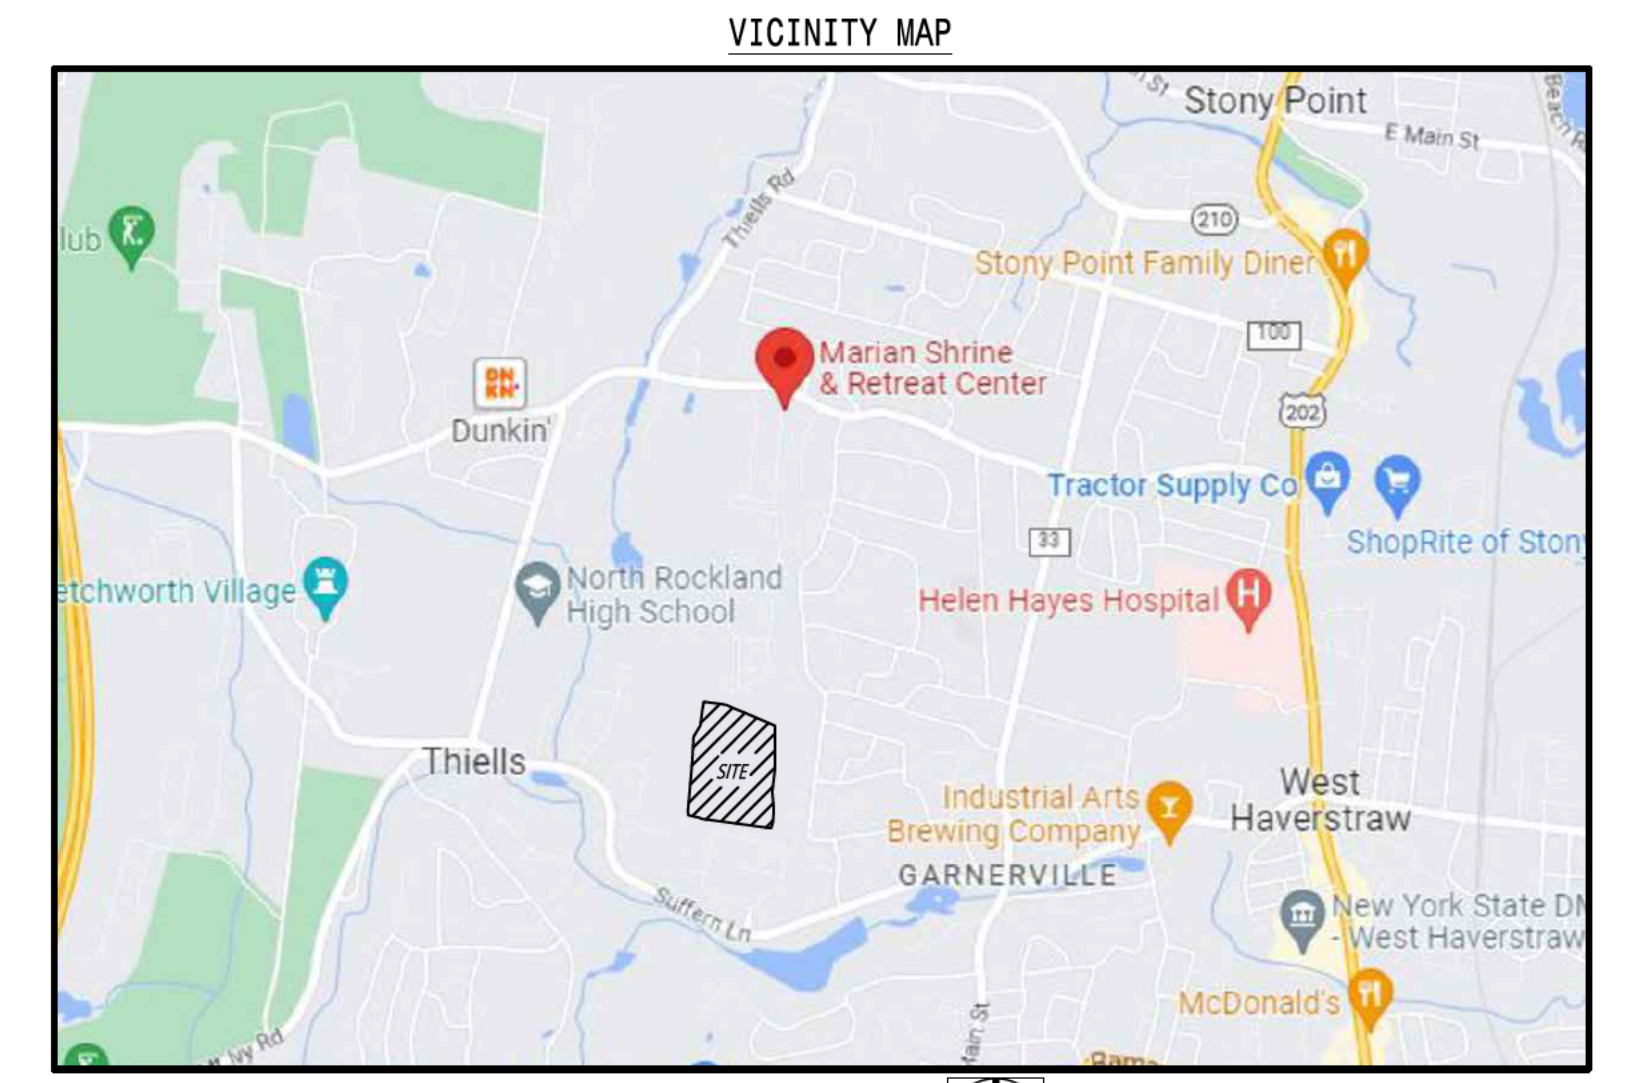 VICINITY MAP
Stony Point
E Main St
Thiells Rd
210
Stony Point Family Diner
100
Marian Shrine
& Retreat Center
202
DN
KN
Dunkin'
Tractor Supply Co
ShopRite of Stony
33
North Rockland
High School
etchworth Village
Helen Hayes Hospital
H
SITE
Thiells
Industrial Arts
Brewing Company
West
Haverstraw
GARNERVILLE
Suffern Ln
New York State DM
- West Haverstraw
McDonald's
Main St
Ivy Rd